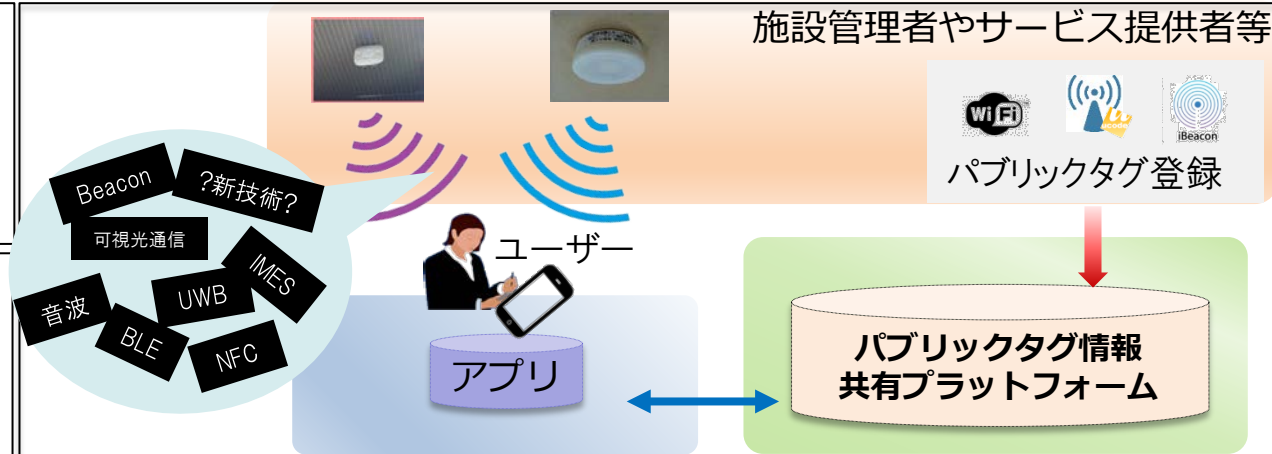 施設管理者やサービス提供者等
Wi Fi
ucode
iBeacon
パブリックタグ登録
Beacon
?新技術?
可視光通信
IMES
音波
UWB
BLE
NFC
ユーザー
アプリ
パブリックタグ情報
共有プラットフォーム